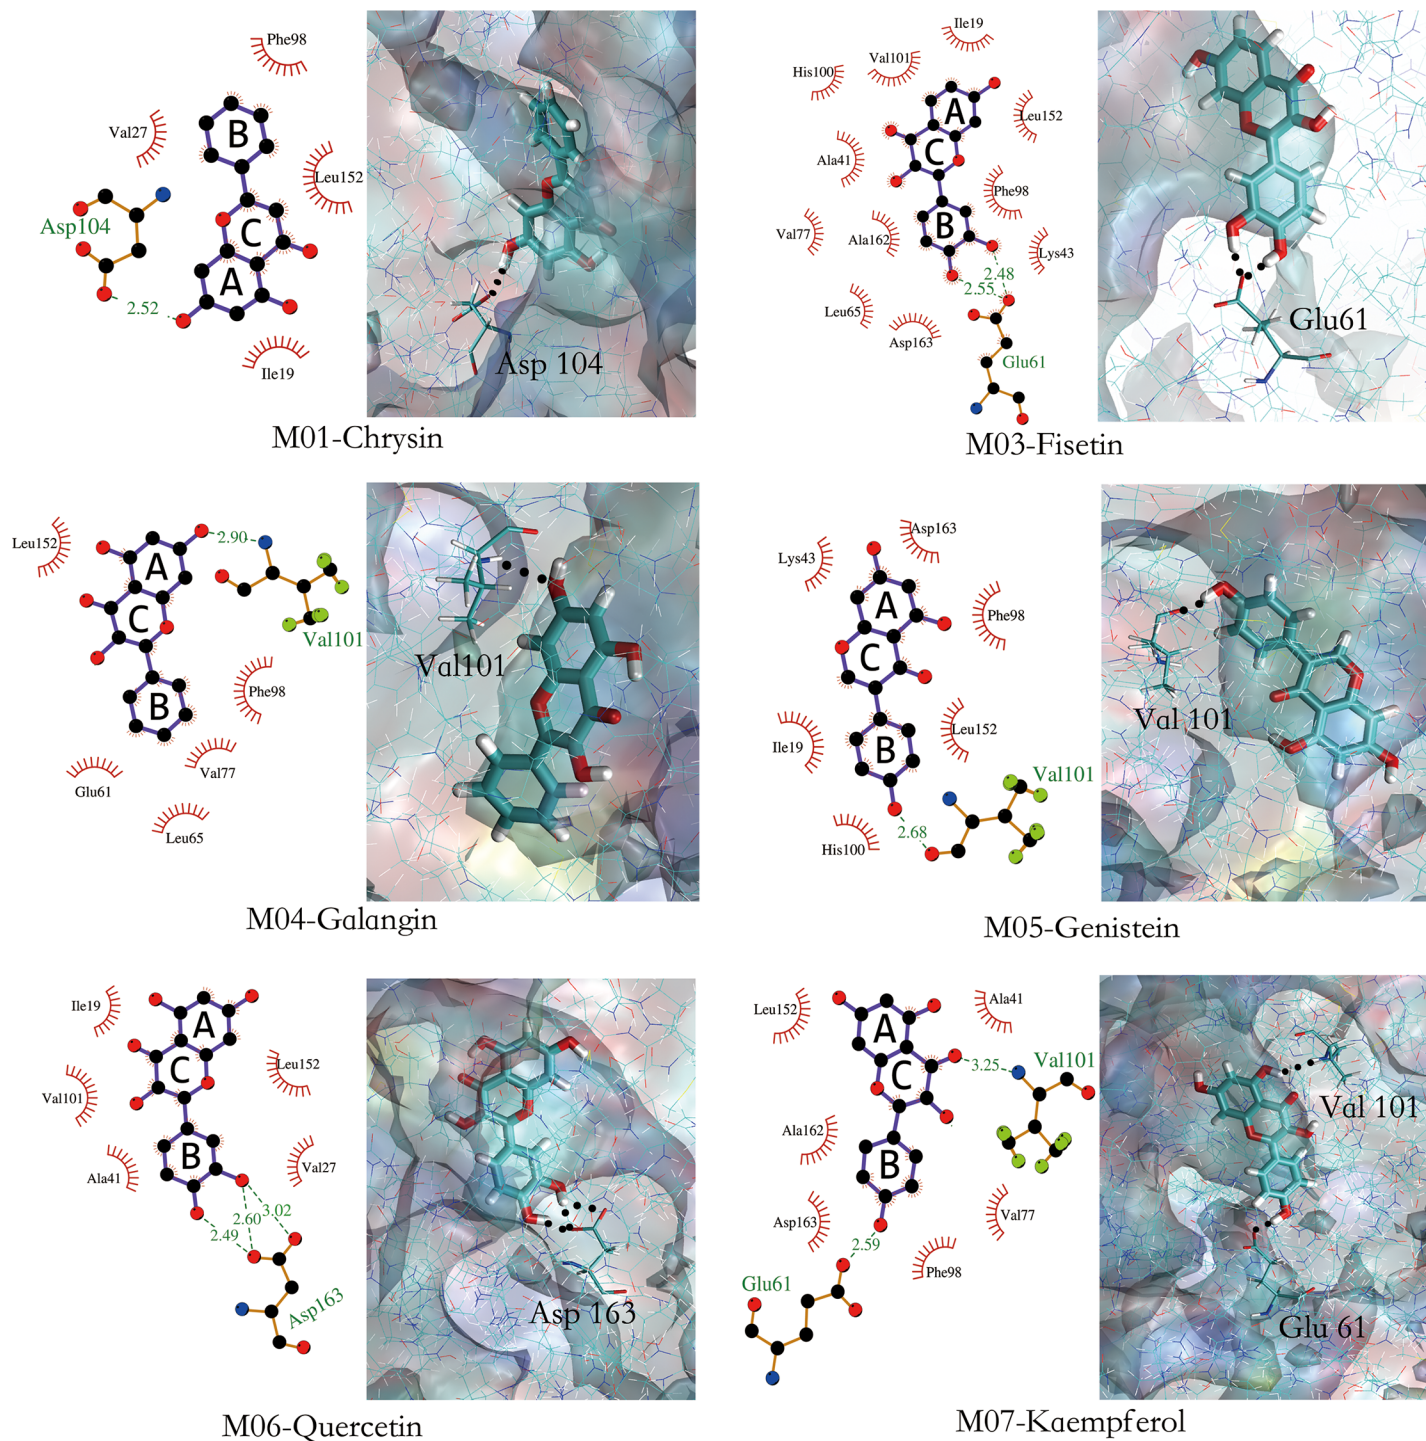 Phe98
Val27
B
Leu152
Asp104
C
A
2.52
Ile19
Asp 104
M01-Chrysin
Ile19
Val101
His100
A
Leu152
Ala41
C
Phe98
Val77
Ala162
B
Lys43
2.48
2.55
Leu65
Asp163
Glu61
Glu61
M03-Fisetin
Leu152
2.90
A
C
Val101
Phe98
B
Val77
Glu61
Leu65
Val101
M04-Galangin
Asp163
Lys43
A
Phe98
C
Ile19
B
Leu152
Val101
2.68
His100
Val 101
M05-Genistein
Ile19
A
C
Leu152
Val101
B
Val27
Ala41
3.02
2.60
2.49
Asp163
Asp 163
M06-Quercetin
Leu152
Ala41
A
3.25
Val101
C
Ala162
B
Asp163
Val77
2.59
Phe98
Glu61
Val 101
Glu 61
M07-Kaempferol